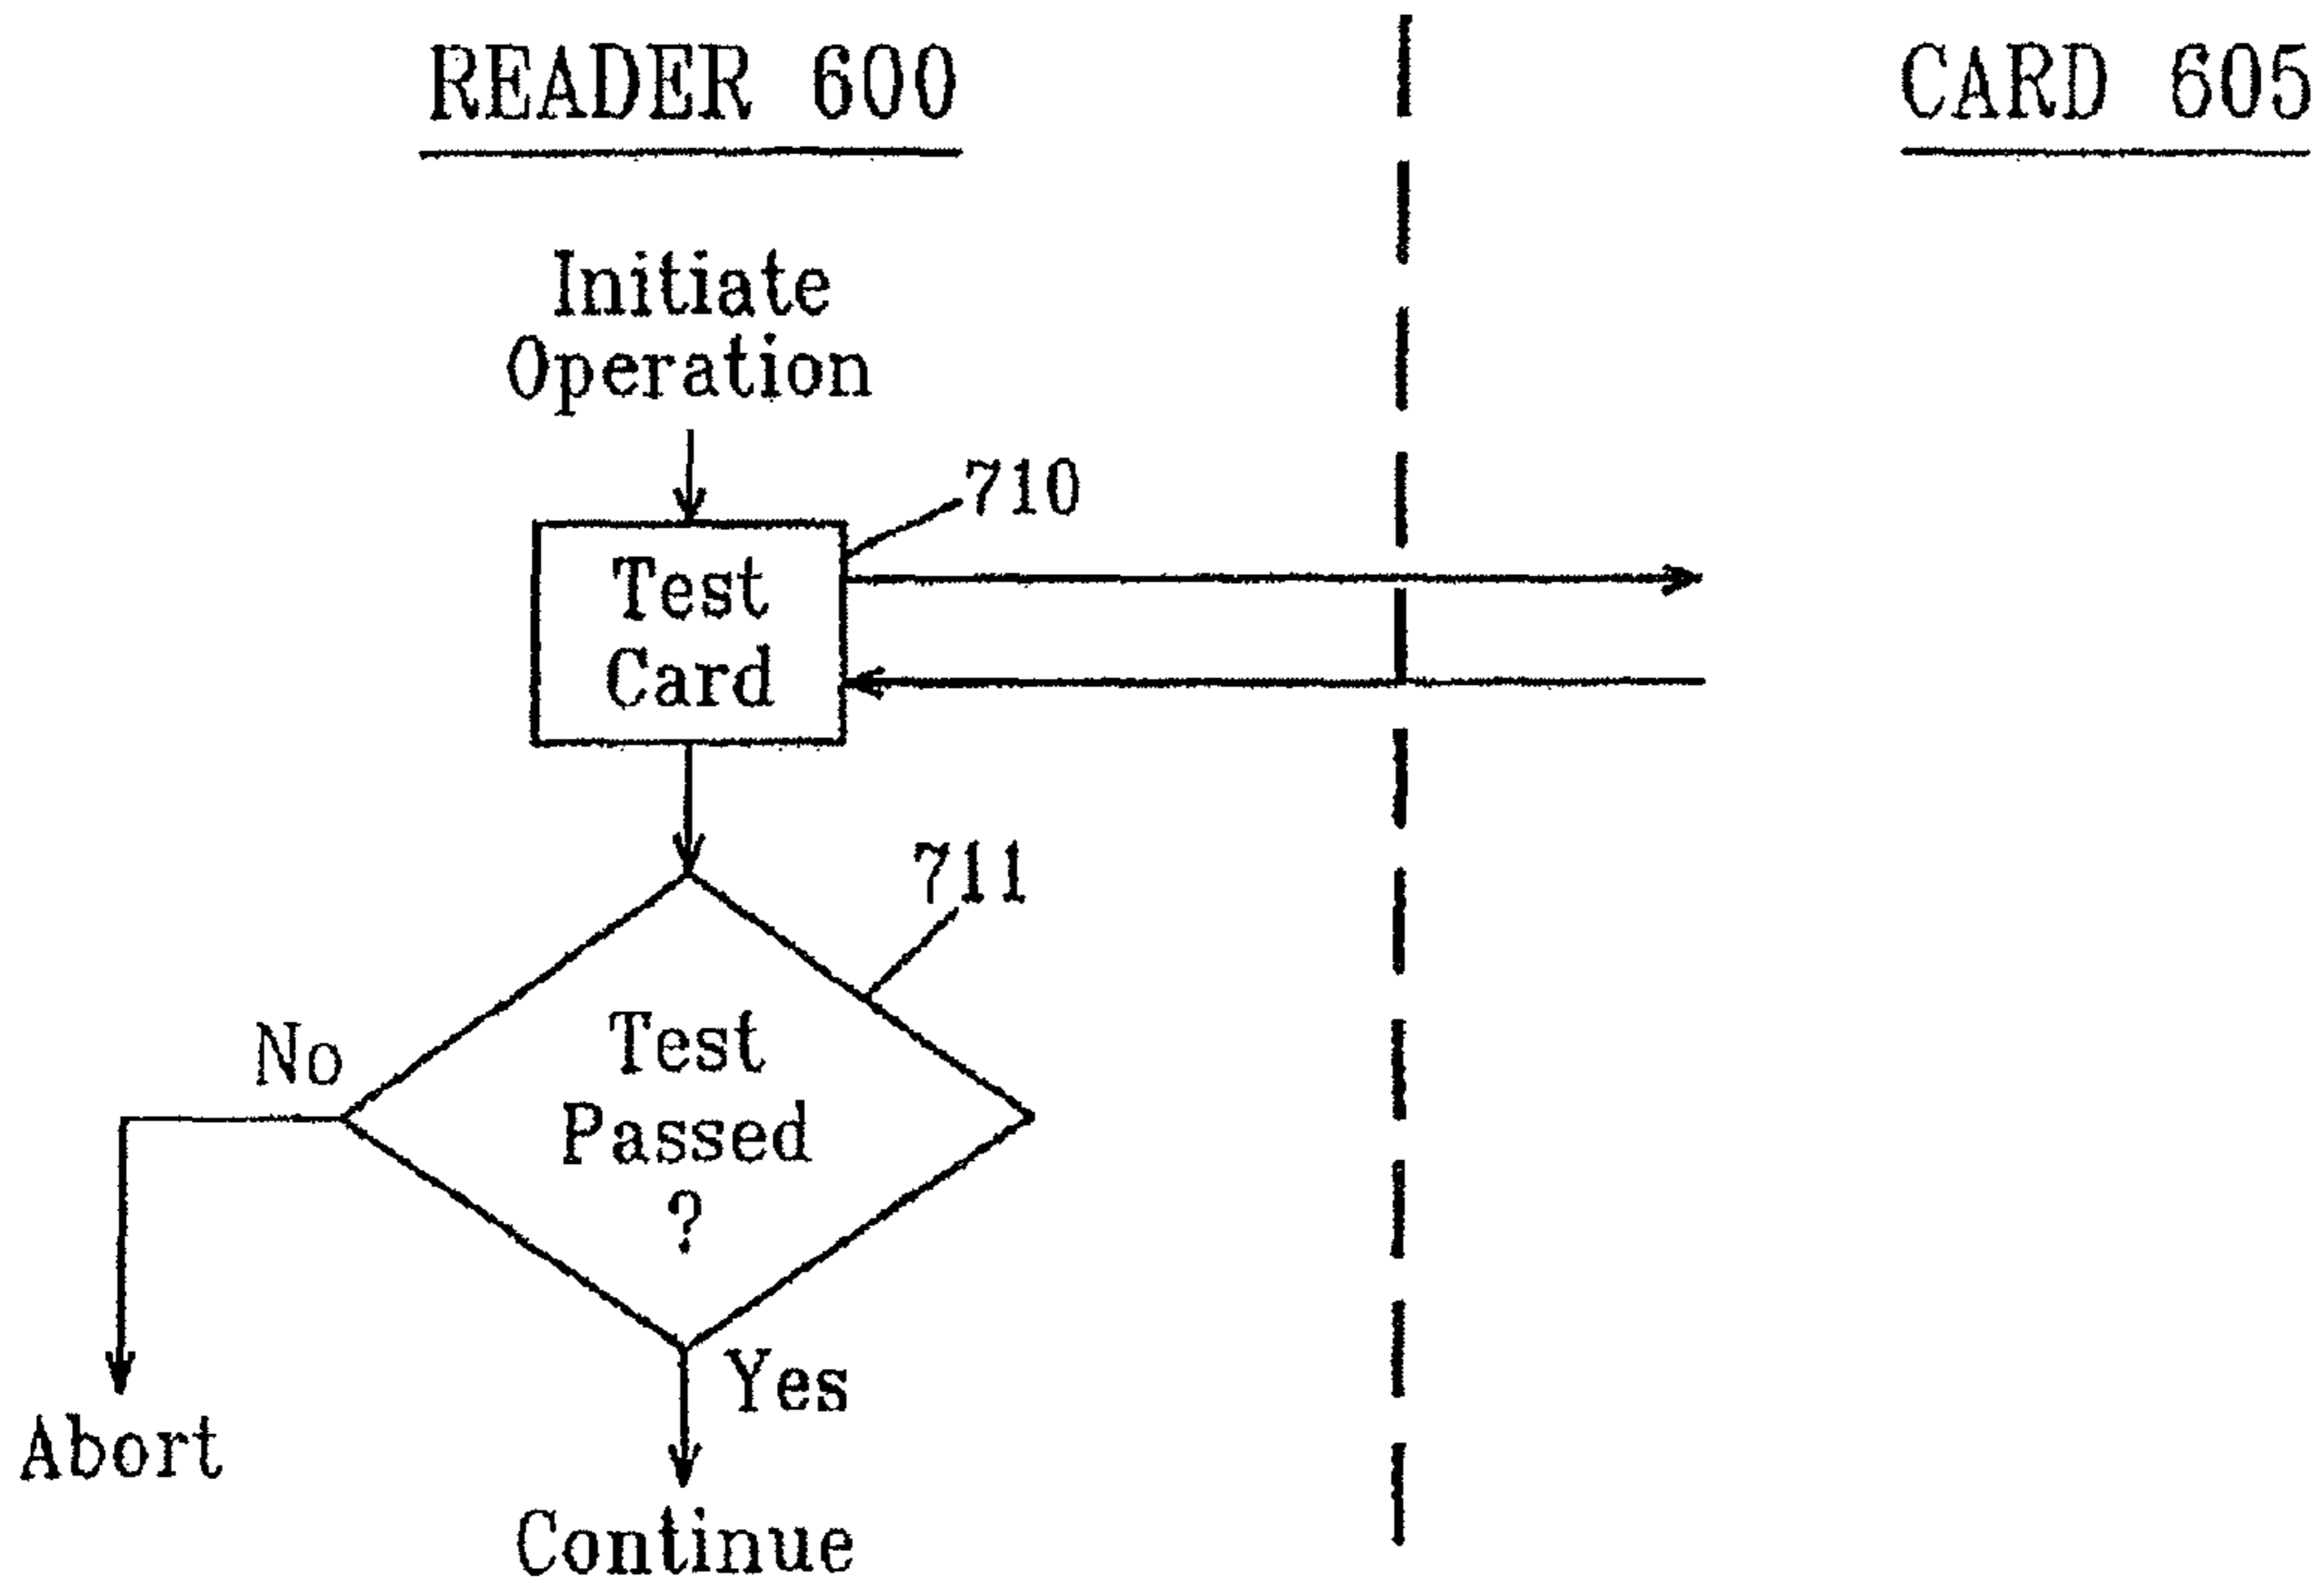 READER 600
CARD 605
Initiate
Operation
710
Test
Card
711
No
Test
Passed
?
Yes
Abort
Continue